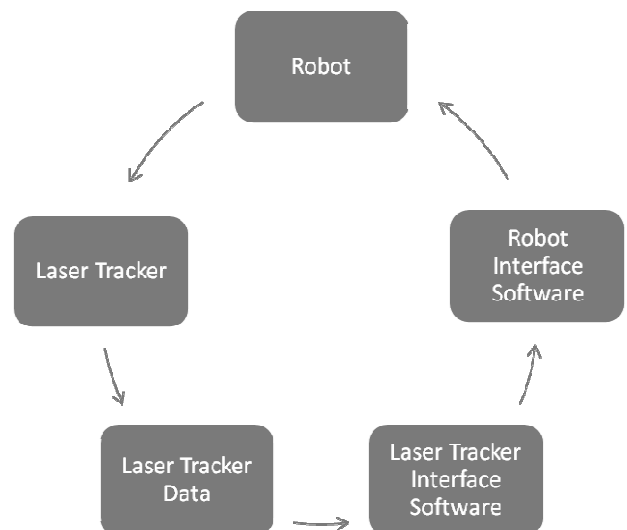 Robot
Laser Tracker
Robot
Interface
Software
Laser Tracker
Data
Laser Tracker
Interface
Software